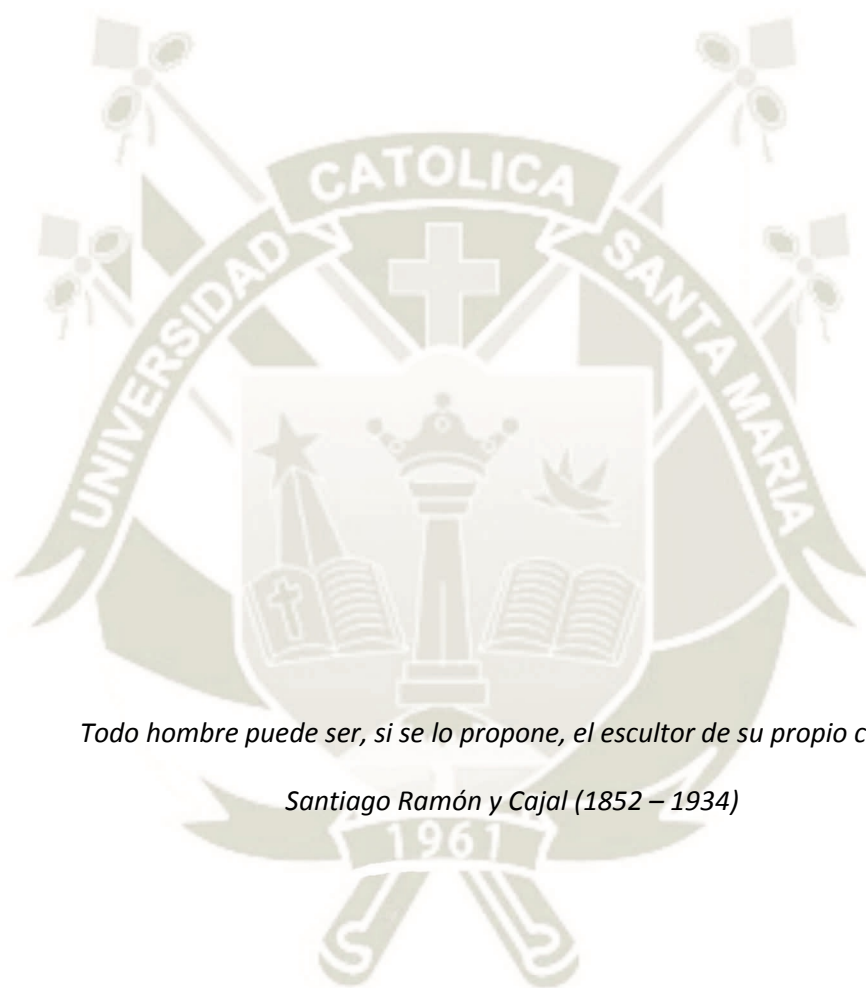 CATOLICA
UNIVERSIDAD
SANTA MARIA
Todo hombre puede ser, si se lo propone, el escultor de su propio c
Santiago Ramón y Cajal (1852 – 1934)
1961